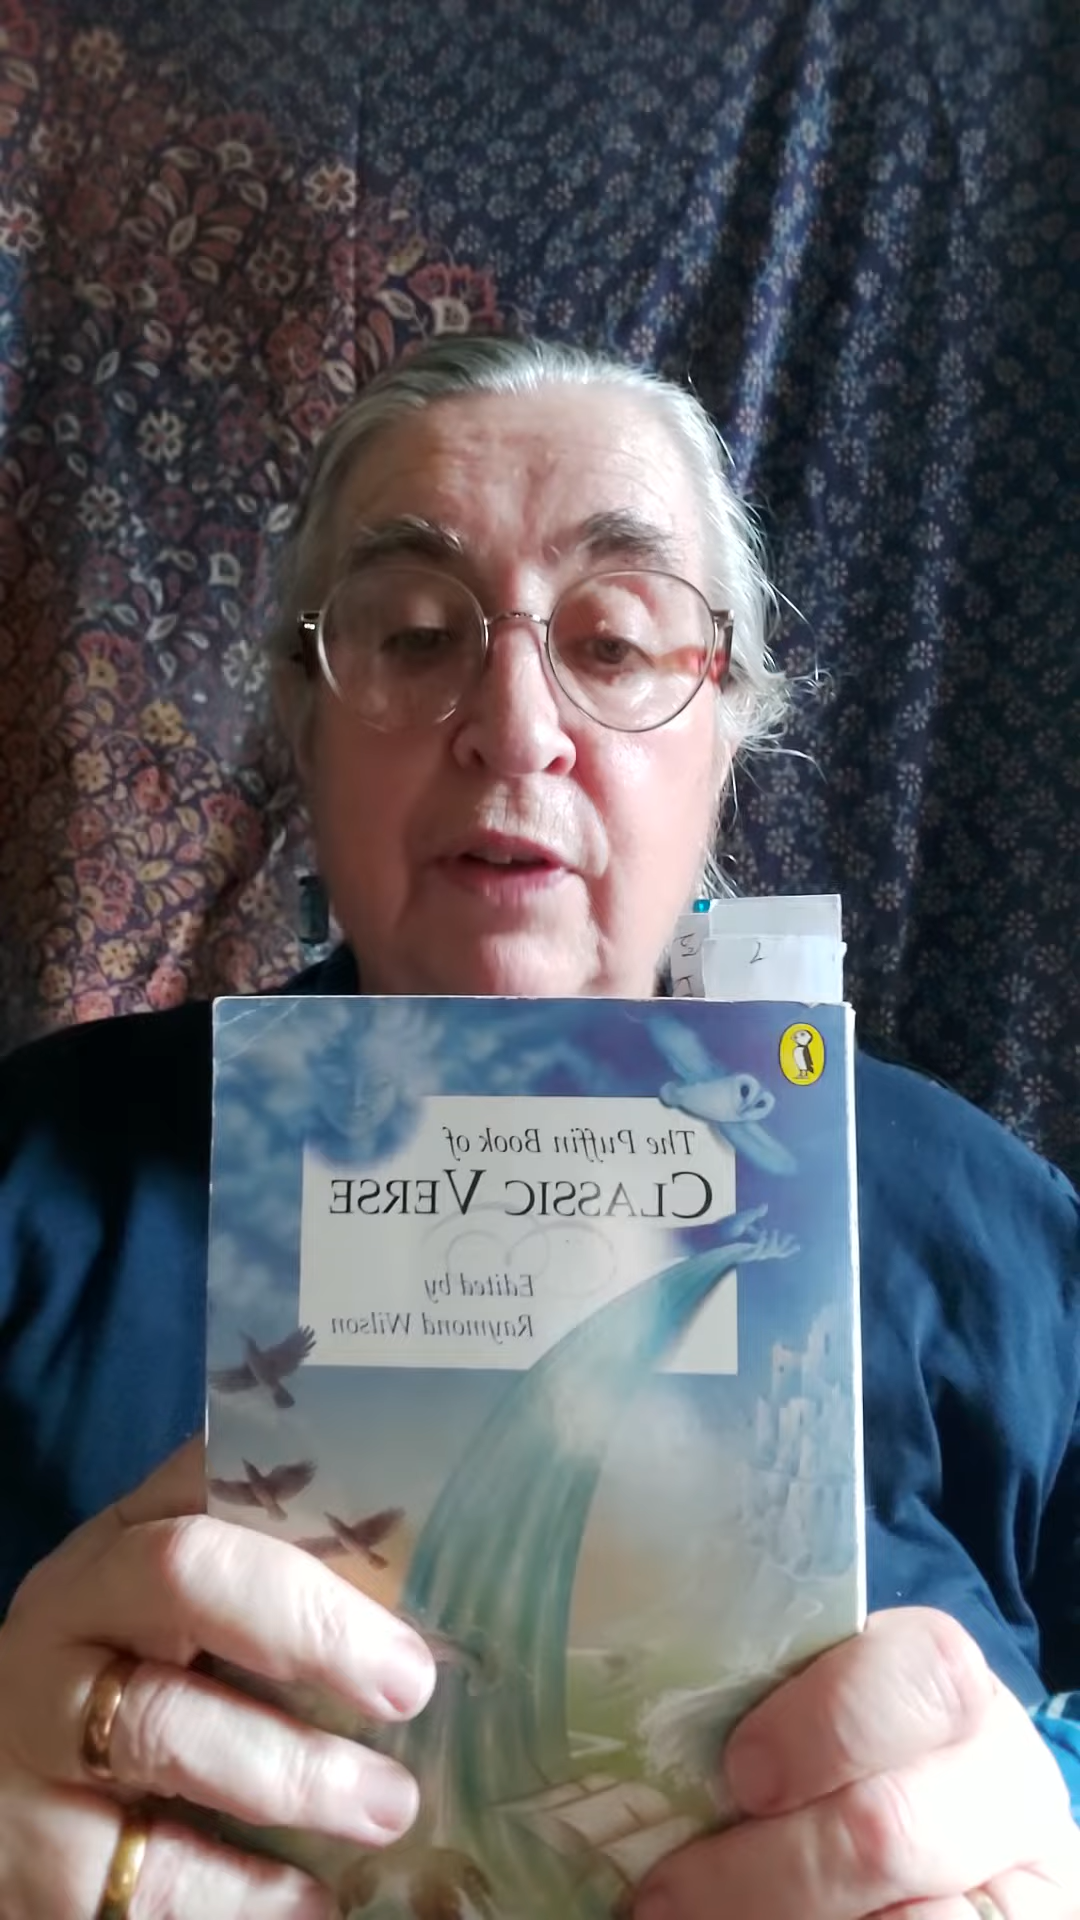 The Puffin Book of
CLASSIC VERSE
Edited by
Raymond Wilson